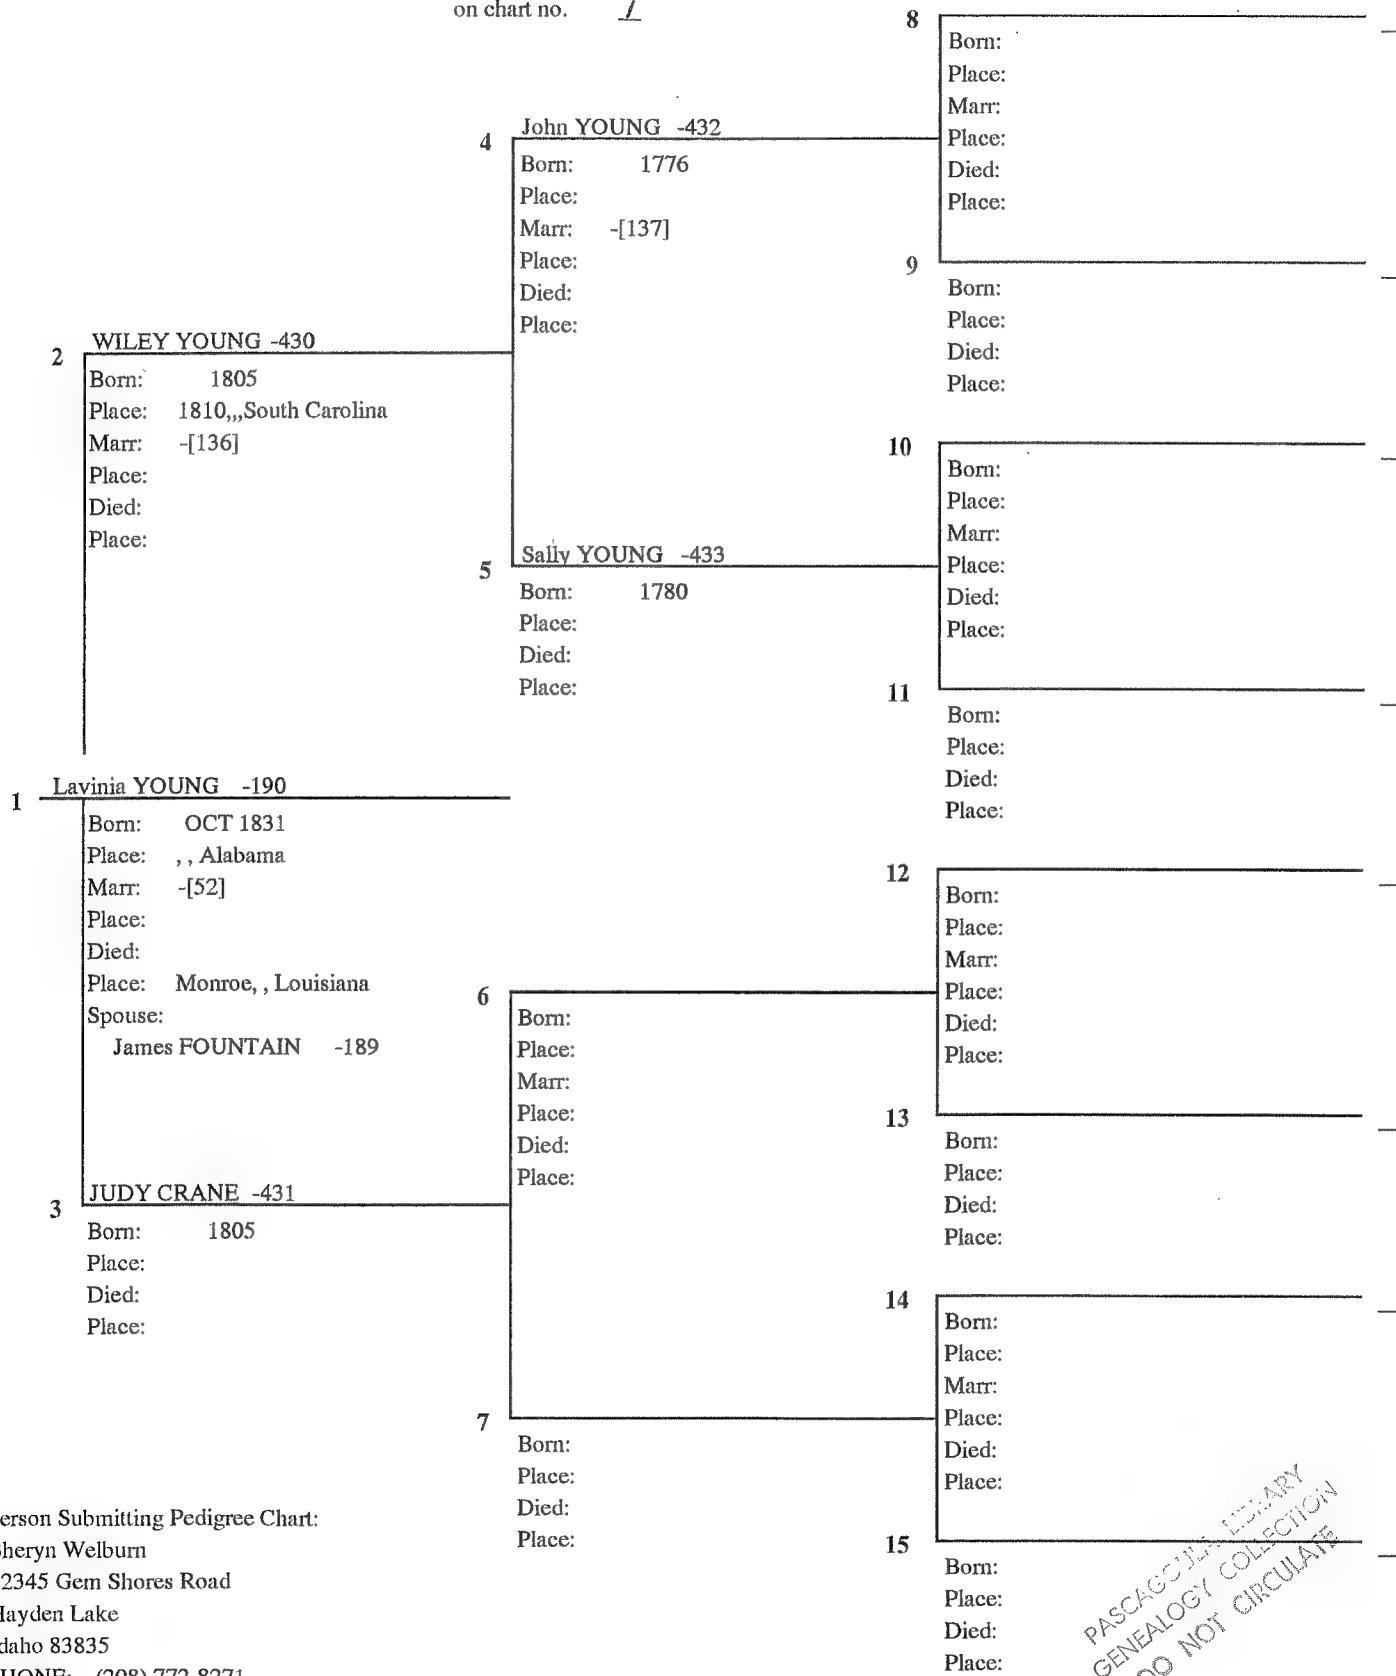 on chart no. 1
8
Born:
Place:
Marr:
Place:
Died:
Place:
4 John YOUNG -432
Born: 1776
Place:
Marr: -[137]
Place:
Died:
Place:
9
Born:
Place:
Died:
Place:
2 WILEY YOUNG -430
Born: 1805
Place: 1810,,,South Carolina
Marr: -[136]
Place:
Died:
Place:
10
Born:
Place:
Marr:
Place:
Died:
Place:
5 Sally YOUNG -433
Born: 1780
Place:
Died:
Place:
11
Born:
Place:
Died:
Place:
1 Lavinia YOUNG -190
Born: OCT 1831
Place: , , Alabama
Marr: -[52]
Place:
Died:
Place: Monroe, , Louisiana
Spouse:
James FOUNTAIN -189
12
Born:
Place:
Marr:
Place:
Died:
Place:
6
Born:
Place:
Marr:
Place:
Died:
Place:
13
Born:
Place:
Died:
Place:
3 JUDY CRANE -431
Born: 1805
Place:
Died:
Place:
14
Born:
Place:
Marr:
Place:
Died:
Place:
7
Born:
Place:
Died:
Place:
15
Born:
Place:
Died:
Place:
erson Submitting Pedigree Chart:
heryn Welburn
2345 Gem Shores Road
Hayden Lake
daho 83835
HONE: (208) 772-8271
PASCAGOULA LIBRARY
GENEALOGY COLLECTION
DO NOT CIRCULATE